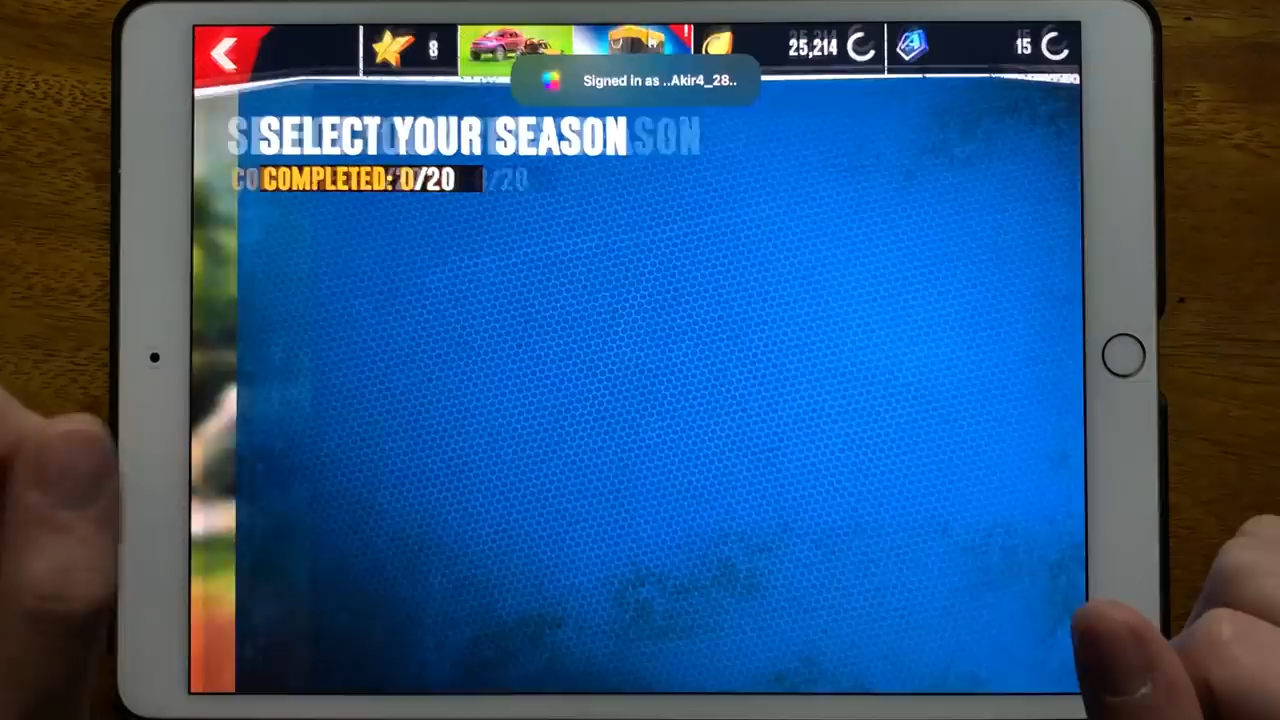 8
25,214
15
Signed in as ..Akir4_28..
SELECT YOUR SEASON
COMPLETED: 0/20